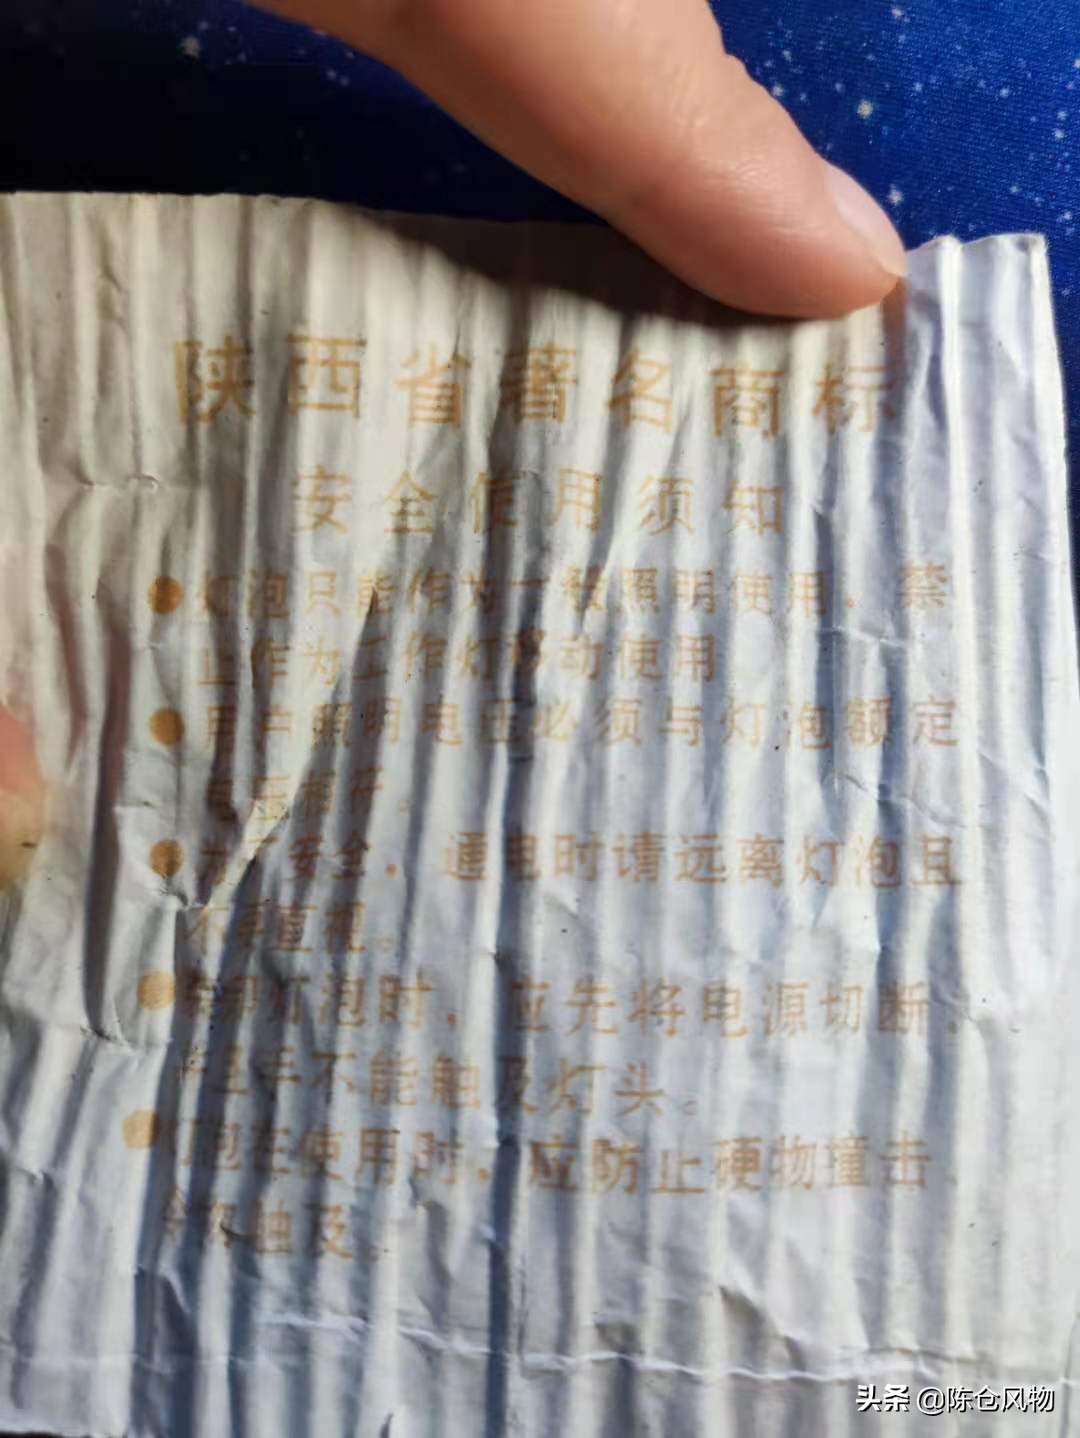 陕西省著名商标
安全使用须知
灯泡只能作为一般照明使用，禁
止作为工作灯移动使用
用户照明电压必须与灯泡额定
电压相符。
为了安全，通电时请远离灯泡且
不要直视。
装卸灯泡时，应先将电源切断，
手不能触及灯头。
灯泡在使用时，应防止硬物撞击
触及。
头条 @陈仓风物